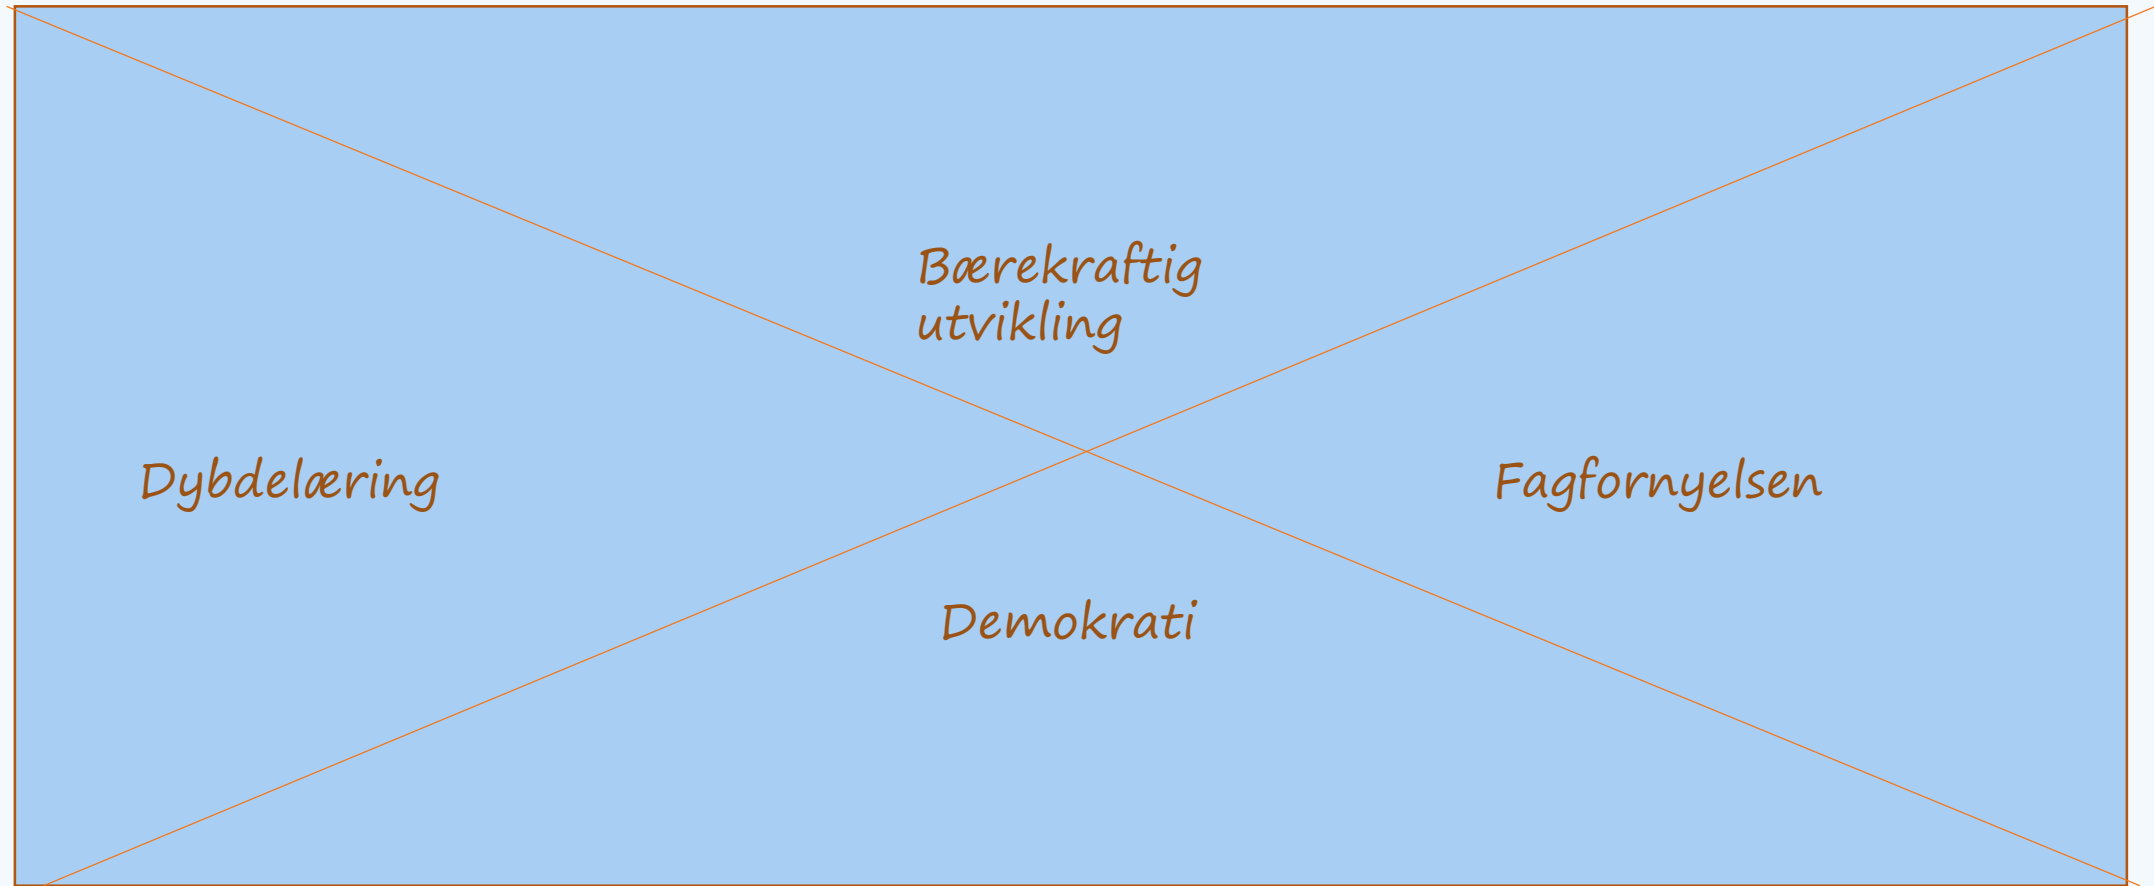 Bærekraftig
utvikling
Dybdelæring
Fagfornyelsen
Demokrati